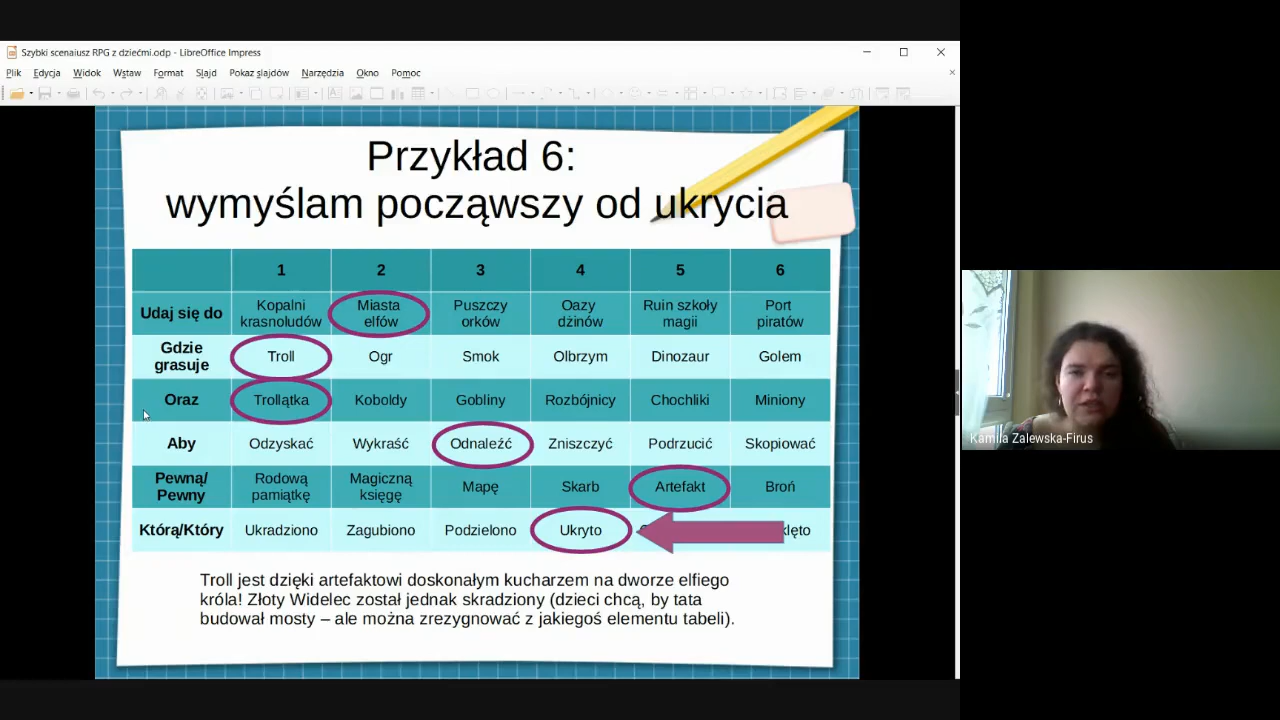 Szybki scenaiusz RPG z dziećmi.odp - LibreOffice Impress
Plik Edycja Widok Wstaw Format Slajd Pokaz slajdów Narzędzia Okno Pomoc
Przykład 6:
wymyślam począwszy od ukrycia
1 2 3 4 5 6
Udaj się do Kopalni krasnoludów Miasta elfów Puszczy orków Oazy dżinów Ruin szkoły magii Port piratów
Gdzie grasuje Troll Ogr Smok Olbrzym Dinozaur Golem
Oraz Trollątka Koboldy Gobliny Rozbójnicy Chochliki Miniony
Aby Odzyskać Wykraść Odnaleźć Zniszczyć Podrzucić Skopiować
Pewną/ Pewny Rodową pamiątkę Magiczną księgę Mapę Skarb Artefakt Broń
Którą/Który Ukradziono Zagubiono Podzielono Ukryto
Troll jest dzięki artefaktowi doskonałym kucharzem na dworze elfiego
króla! Złoty Widelec został jednak skradziony (dzieci chcą, by tata
budował mosty – ale można zrezygnować z jakiegoś elementu tabeli).
Kamila Zalewska-Firus